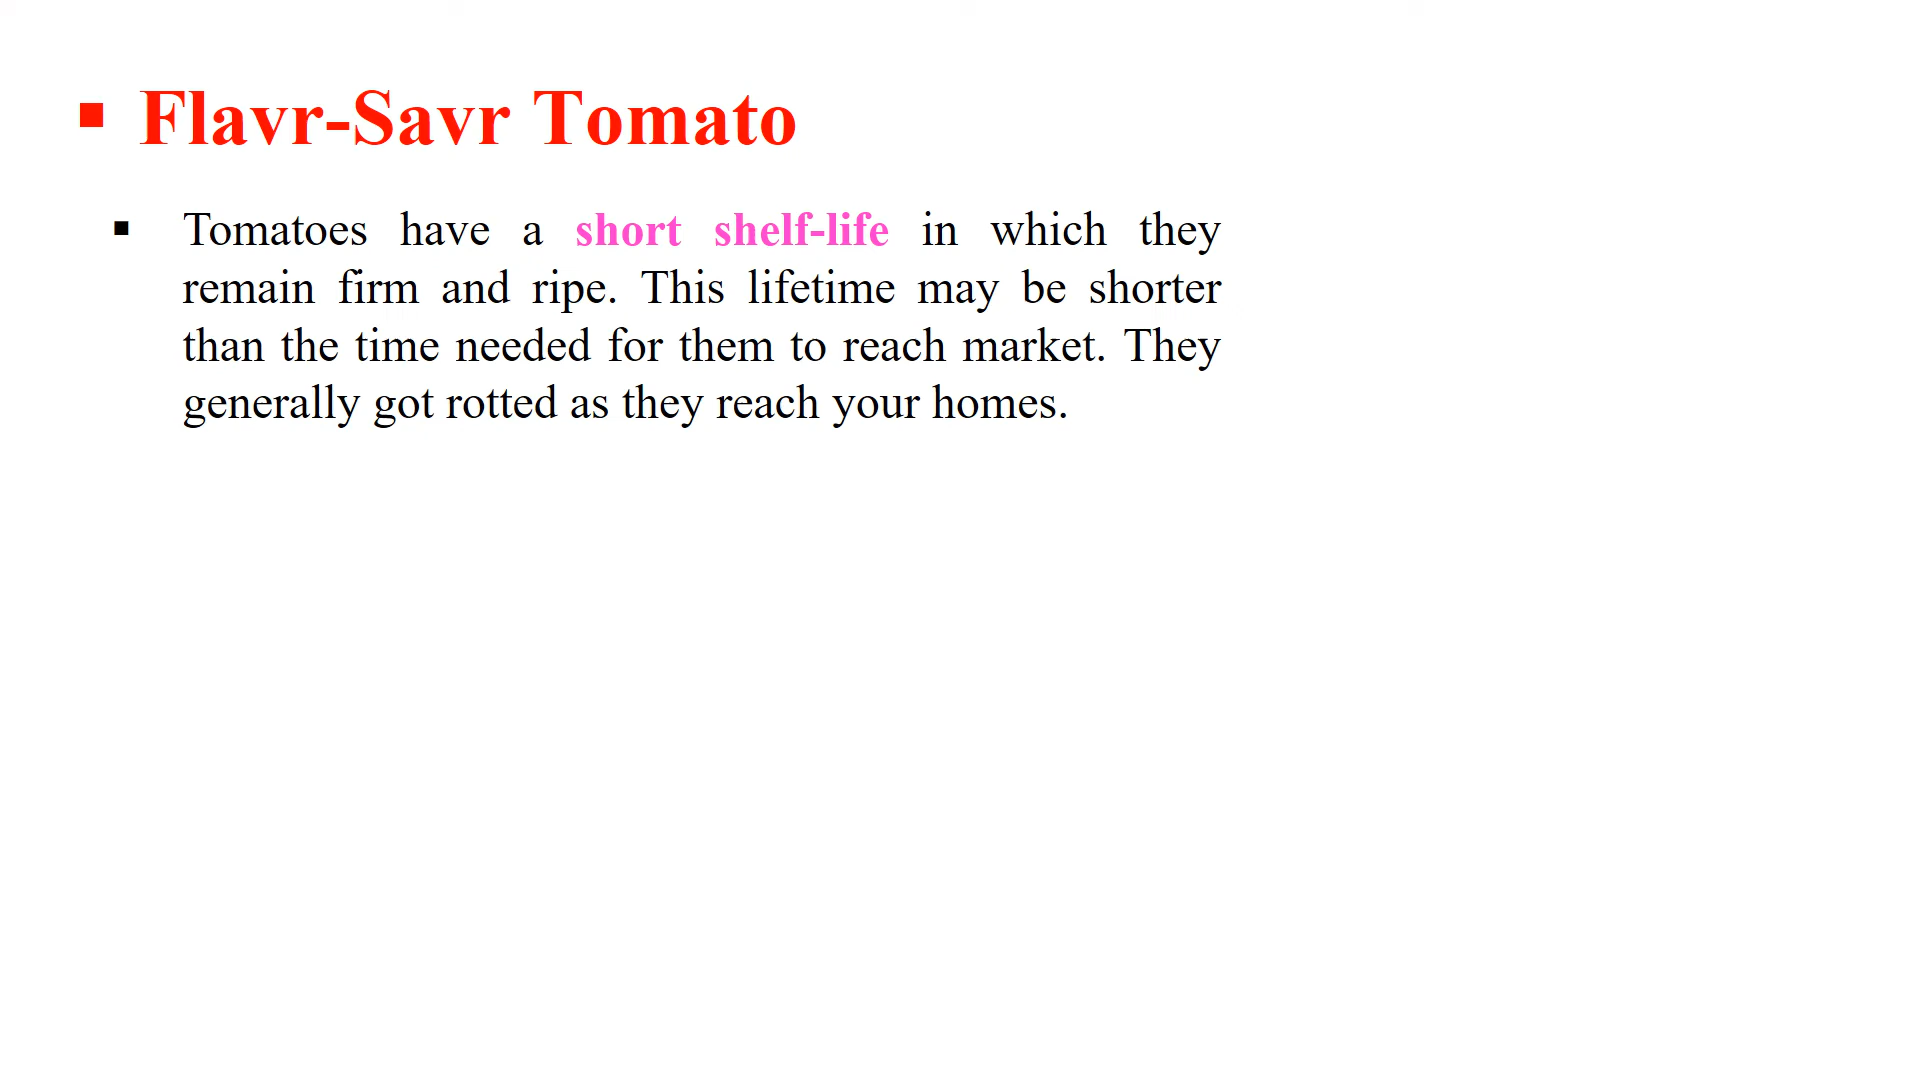 ▪ Flavr-Savr Tomato
▪ Tomatoes have a short shelf-life in which they
remain firm and ripe. This lifetime may be shorter
than the time needed for them to reach market. They
generally got rotted as they reach your homes.